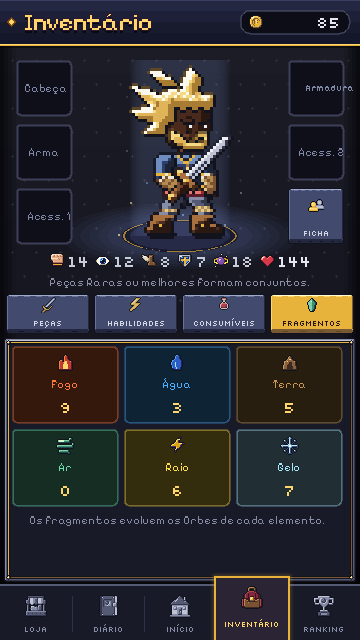 Inventário
85
Cabeça
Armadura
Arma
Acess. 2
Acess. 1
FICHA
14 12 8 7 18 144
Peças Raras ou melhores formam conjuntos.
PEÇAS HABILIDADES CONSUMÍVEIS FRAGMENTOS
Fogo Água Terra
9 3 5
Ar Raio Gelo
0 6 7
Os fragmentos evoluem os Orbes de cada elemento.
LOJA DIÁRIO INÍCIO INVENTÁRIO RANKING